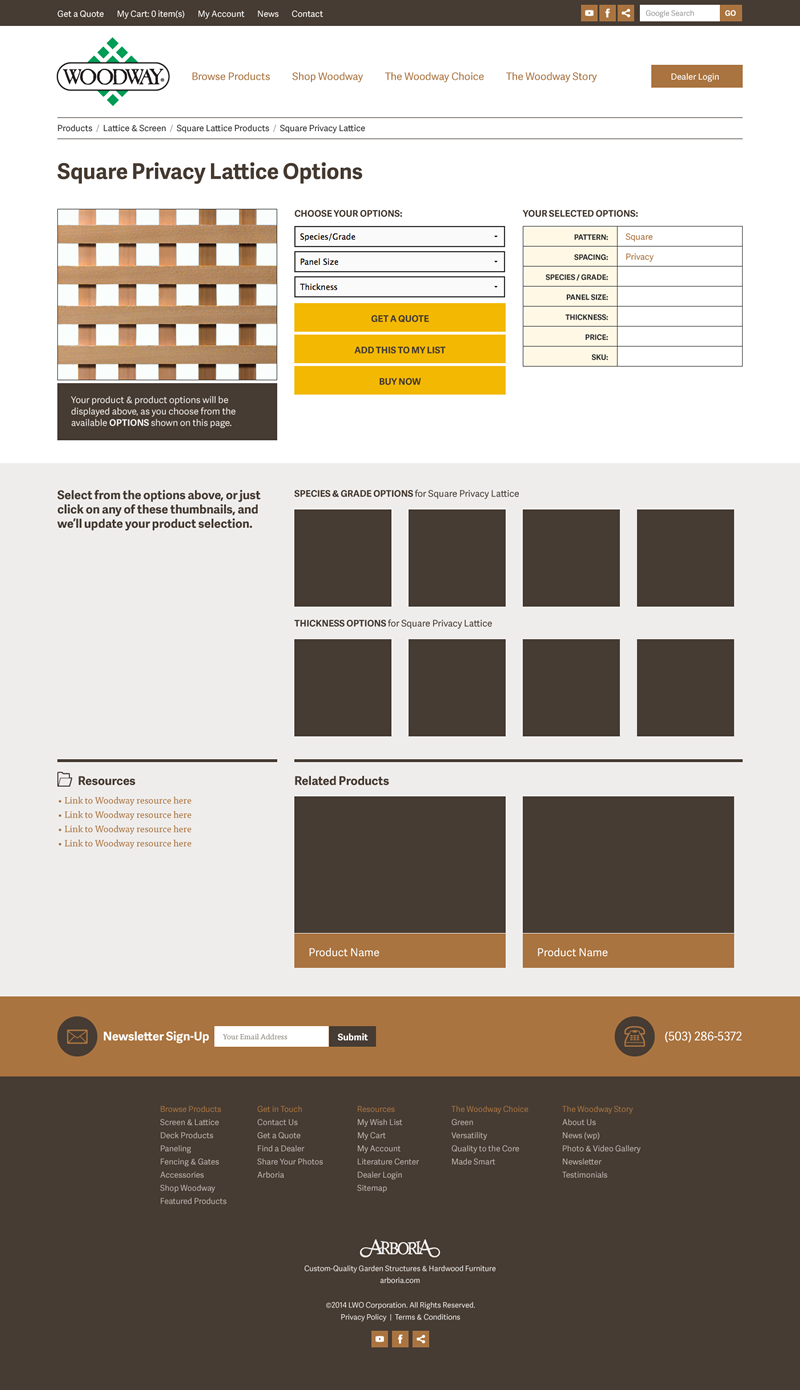 Get a Quote My Cart: 0 item(s) My Account News Contact
Google Search GO
WOODWAY®
Browse Products Shop Woodway The Woodway Choice The Woodway Story
Dealer Login
Products / Lattice & Screen / Square Lattice Products / Square Privacy Lattice
Square Privacy Lattice Options
CHOOSE YOUR OPTIONS:
Species/Grade
Panel Size
Thickness
GET A QUOTE
ADD THIS TO MY LIST
BUY NOW
YOUR SELECTED OPTIONS:
PATTERN: Square
SPACING: Privacy
SPECIES / GRADE:
PANEL SIZE:
THICKNESS:
PRICE:
SKU:
Your product & product options will be
displayed above, as you choose from the
available OPTIONS shown on this page.
Select from the options above, or just
click on any of these thumbnails, and
we'll update your product selection.
SPECIES & GRADE OPTIONS for Square Privacy Lattice
THICKNESS OPTIONS for Square Privacy Lattice
Resources
• Link to Woodway resource here
• Link to Woodway resource here
• Link to Woodway resource here
• Link to Woodway resource here
Related Products
Product Name
Product Name
Newsletter Sign-Up Your Email Address Submit
(503) 286-5372
Browse Products
Screen & Lattice
Deck Products
Paneling
Fencing & Gates
Accessories
Shop Woodway
Featured Products
Get in Touch
Contact Us
Get a Quote
Find a Dealer
Share Your Photos
Arboria
Resources
My Wish List
My Cart
My Account
Literature Center
Dealer Login
Sitemap
The Woodway Choice
Green
Versatility
Quality to the Core
Made Smart
The Woodway Story
About Us
News (wp)
Photo & Video Gallery
Newsletter
Testimonials
ARBORIA
Custom-Quality Garden Structures & Hardwood Furniture
arboria.com
©2014 LWO Corporation. All Rights Reserved.
Privacy Policy | Terms & Conditions